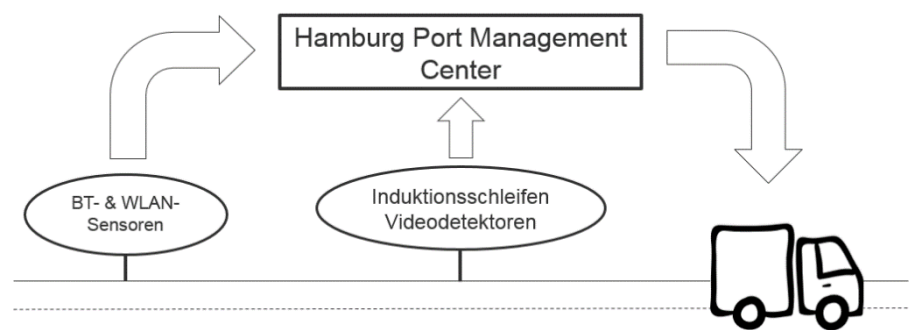 Hamburg Port Management
Center
BT- & WLAN-
Sensoren
Induktionsschleifen
Videodetektoren